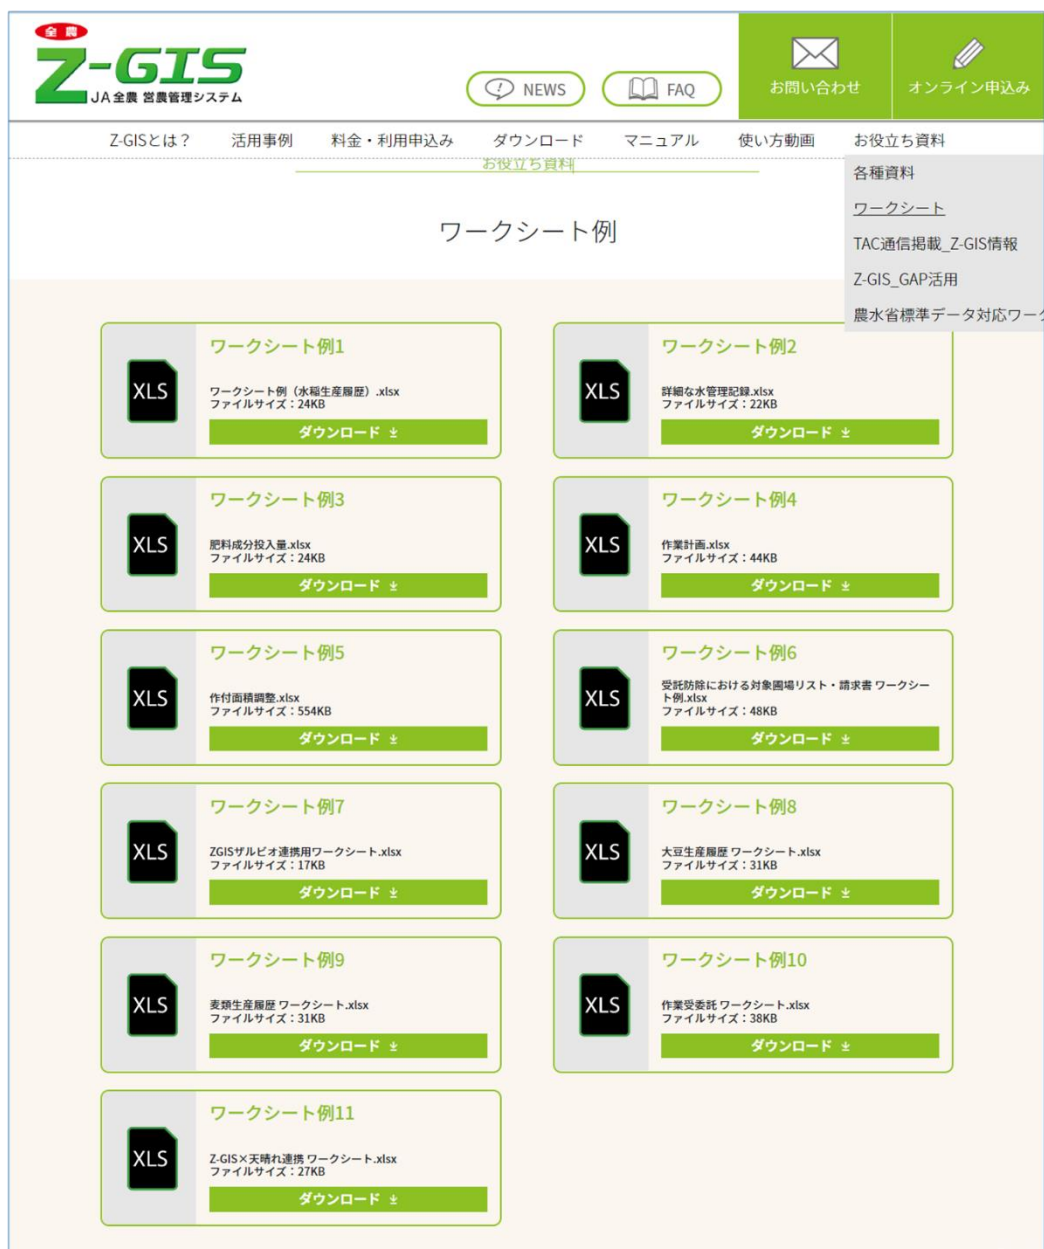 全農
Z-GIS
JA全農 営農管理システム
NEWS
FAQ
お問い合わせ
オンライン申込み
Z-GISとは？
活用事例
料金・利用申込み
ダウンロード
マニュアル
使い方動画
お役立ち資料
お役立ち資料
各種資料
ワークシート
TAC通信掲載_Z-GIS情報
Z-GIS_GAP活用
農水省標準データ対応ワー
ワークシート例
XLS
ワークシート例1
ワークシート例（水稲生産履歴）.xlsx
ファイルサイズ：24KB
ダウンロード
XLS
ワークシート例2
詳細な水管理記録.xlsx
ファイルサイズ：22KB
ダウンロード
XLS
ワークシート例3
肥料成分投入量.xlsx
ファイルサイズ：24KB
ダウンロード
XLS
ワークシート例4
作業計画.xlsx
ファイルサイズ：44KB
ダウンロード
XLS
ワークシート例5
作付面積調整.xlsx
ファイルサイズ：554KB
ダウンロード
XLS
ワークシート例6
受託防除における対象圃場リスト・請求書 ワークシー
ト例.xlsx
ファイルサイズ：48KB
ダウンロード
XLS
ワークシート例7
ZGISザルビオ連携用ワークシート.xlsx
ファイルサイズ：17KB
ダウンロード
XLS
ワークシート例8
大豆生産履歴 ワークシート.xlsx
ファイルサイズ：31KB
ダウンロード
XLS
ワークシート例9
麦類生産履歴 ワークシート.xlsx
ファイルサイズ：31KB
ダウンロード
XLS
ワークシート例10
作業受委託 ワークシート.xlsx
ファイルサイズ：38KB
ダウンロード
XLS
ワークシート例11
Z-GIS×天晴れ連携 ワークシート.xlsx
ファイルサイズ：27KB
ダウンロード